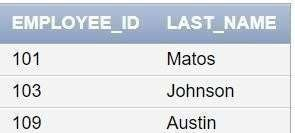 EMPLOYEE_ID LAST_NAME
101 Matos
103 Johnson
109 Austin